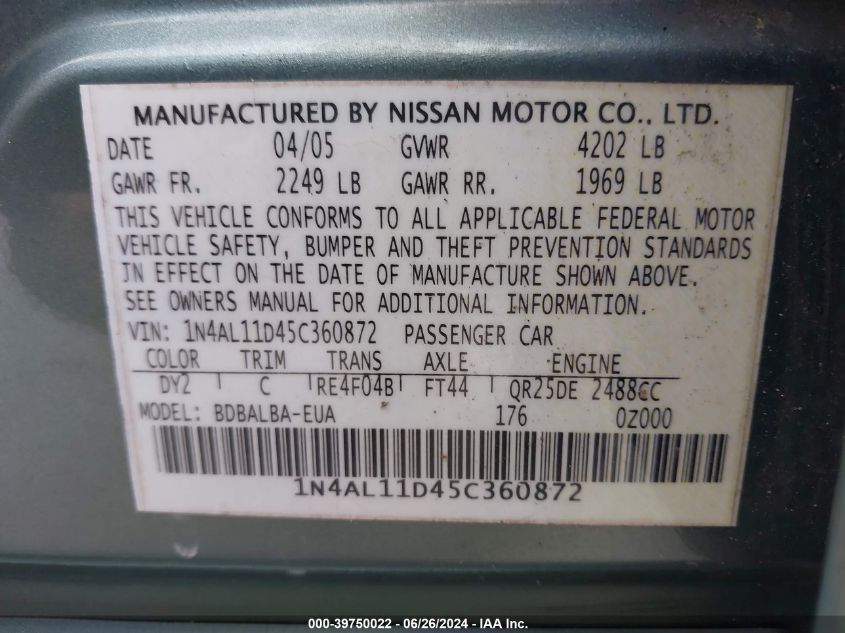 MANUFACTURED BY NISSAN MOTOR CO., LTD.
DATE 04/05 GVWR 4202 LB
GAWR FR. 2249 LB GAWR RR. 1969 LB
THIS VEHICLE CONFORMS TO ALL APPLICABLE FEDERAL MOTOR
VEHICLE SAFETY, BUMPER AND THEFT PREVENTION STANDARDS
IN EFFECT ON THE DATE OF MANUFACTURE SHOWN ABOVE.
SEE OWNERS MANUAL FOR ADDITIONAL INFORMATION.
VIN: 1N4AL11D45C360872 PASSENGER CAR
COLOR TRIM TRANS AXLE ENGINE
DY2 C RE4F04B FT44 QR25DE 2488CC
MODEL: BDBALBA-EUA 176 0Z000
1N4AL11D45C360872
000-39750022 - 06/26/2024 - IAA Inc.